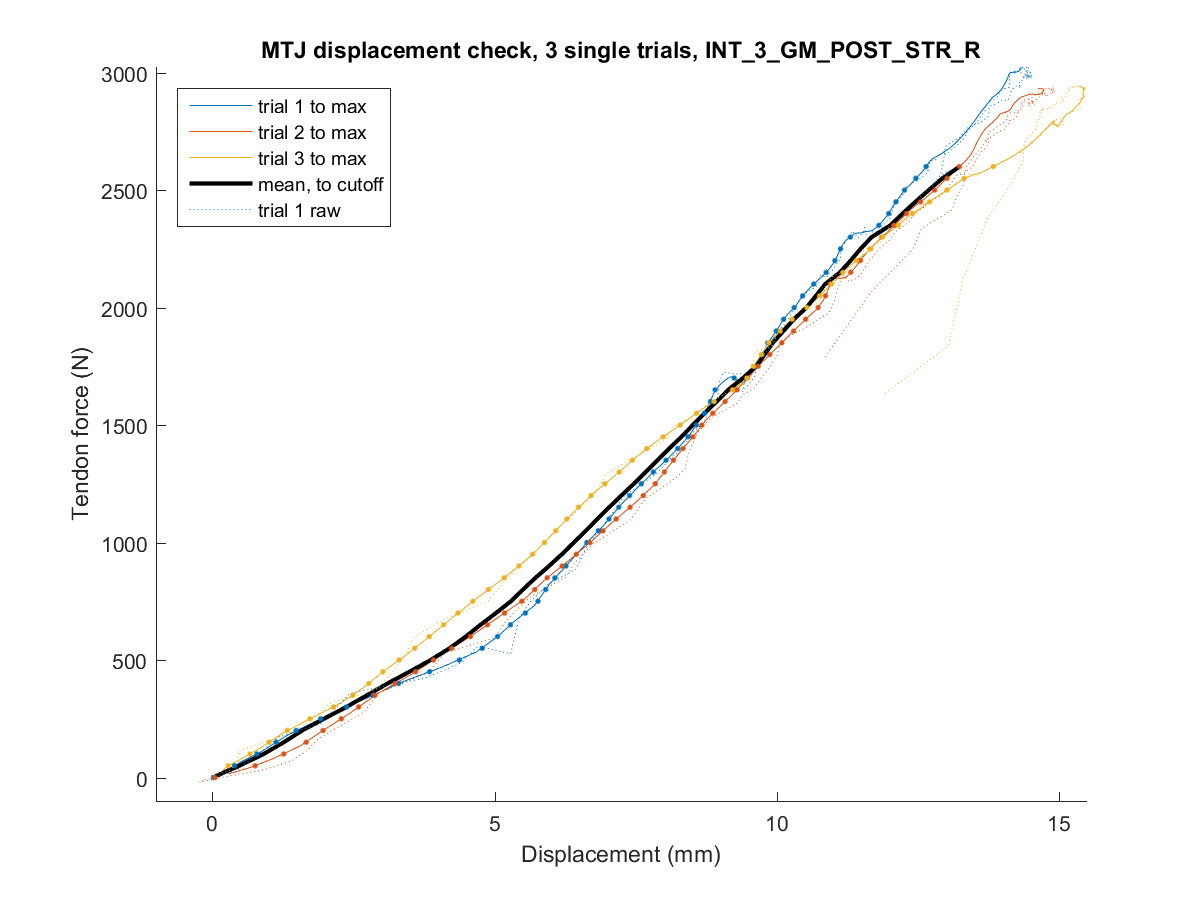 MTJ displacement check, 3 single trials, INT_3_GM_POST_STR_R
trial 1 to max
trial 2 to max
trial 3 to max
mean, to cutoff
trial 1 raw
3000
2500
2000
1500
1000
500
0
Tendon force (N)
0
5
10
15
Displacement (mm)